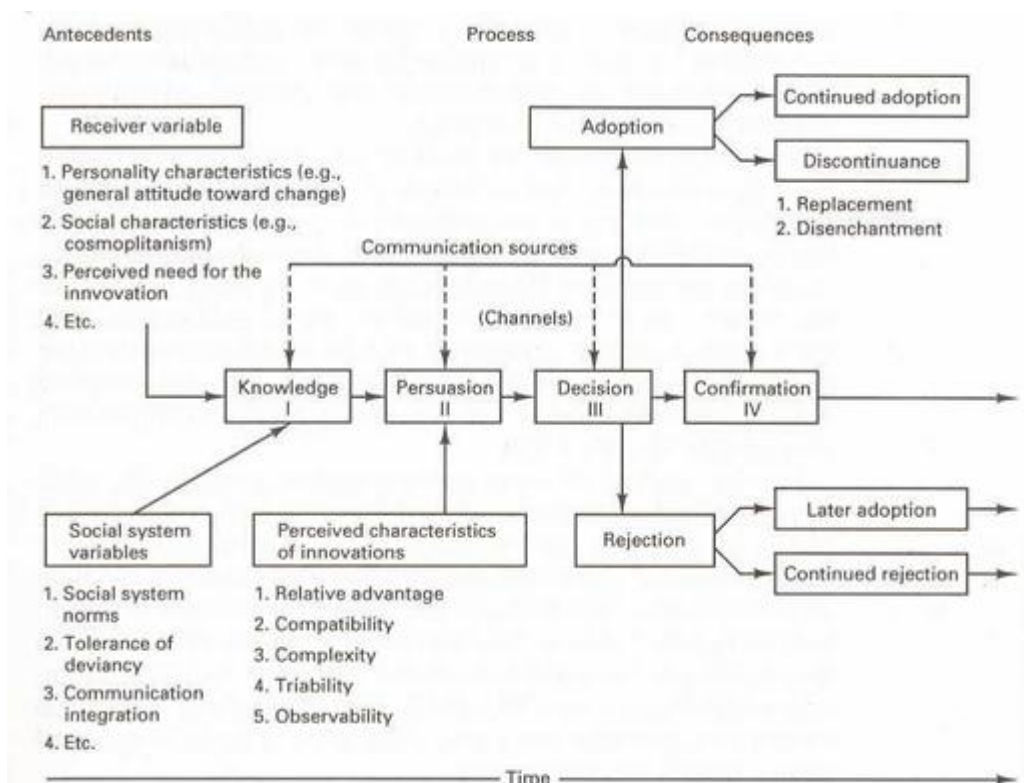 Antecedents
Process
Consequences
Receiver variable
1. Personality characteristics (e.g.,
general attitude toward change)
2. Social characteristics (e.g.,
cosmoplitanism)
3. Perceived need for the
innvovation
4. Etc.
Adoption
Continued adoption
Discontinuance
1. Replacement
2. Disenchantment
Communication sources
(Channels)
Knowledge
I
Persuasion
II
Decision
III
Confirmation
IV
Social system
variables
1. Social system
norms
2. Tolerance of
deviancy
3. Communication
integration
4. Etc.
Perceived characteristics
of innovations
1. Relative advantage
2. Compatibility
3. Complexity
4. Triability
5. Observability
Rejection
Later adoption
Continued rejection
Time